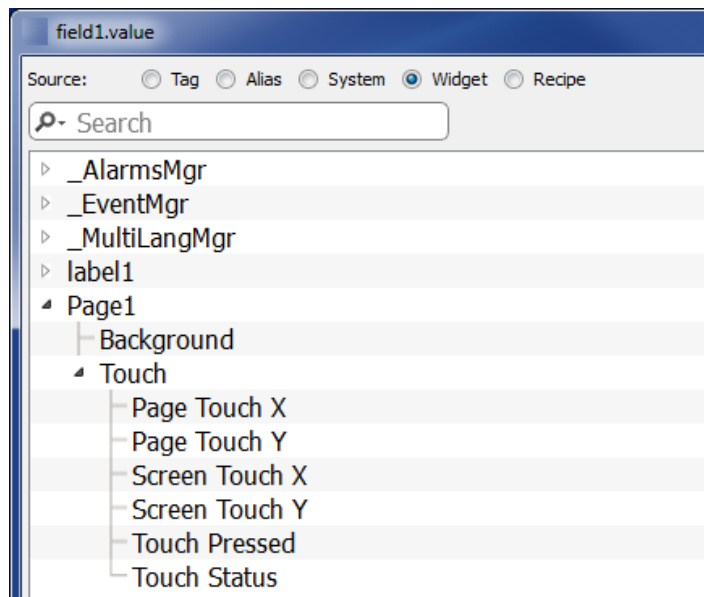 field1.value
Source: Tag Alias System Widget Recipe
Search
_AlarmsMgr
_EventMgr
_MultiLangMgr
label1
Page1
Background
Touch
Page Touch X
Page Touch Y
Screen Touch X
Screen Touch Y
Touch Pressed
Touch Status